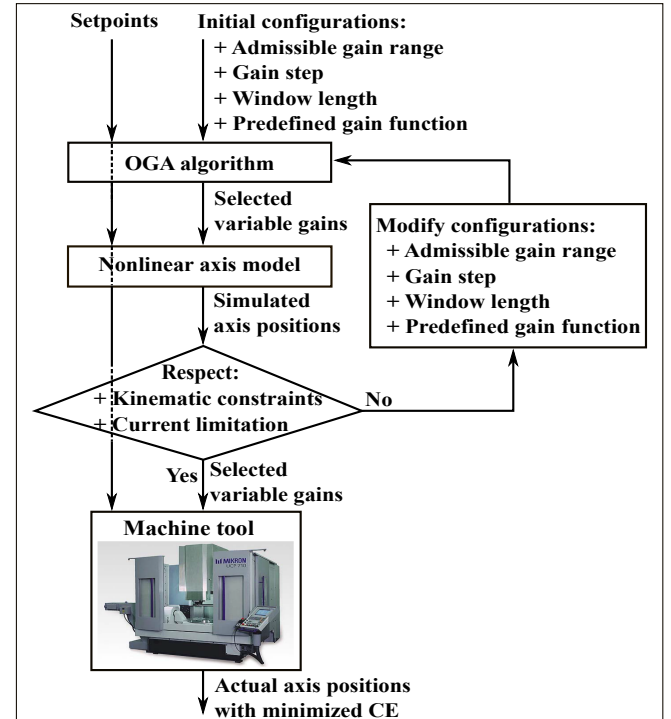 Setpoints
Initial configurations:
+ Admissible gain range
+ Gain step
+ Window length
+ Predefined gain function
OGA algorithm
Selected
variable gains
Modify configurations:
+ Admissible gain range
+ Gain step
+ Window length
+ Predefined gain function
Nonlinear axis model
Simulated
axis positions
Respect:
+ Kinematic constraints
+ Current limitation
No
Yes
Selected
variable gains
Machine tool
MIKRON
Actual axis positions
with minimized CE